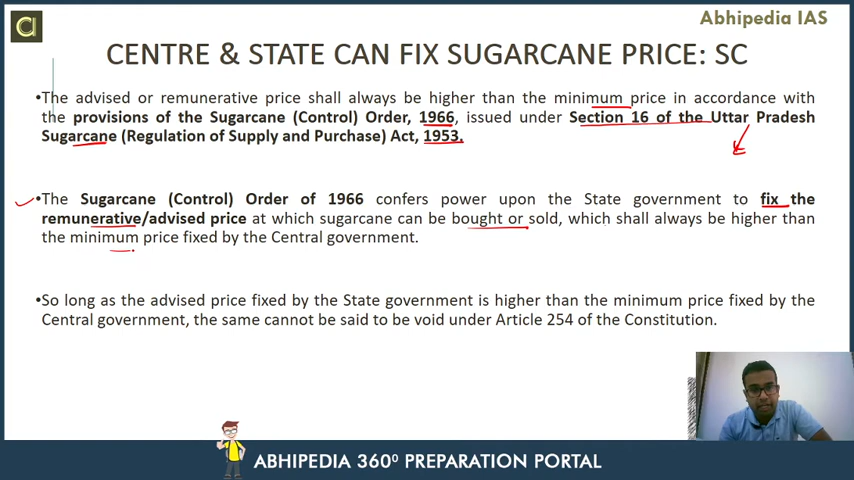 Abhipedia IAS
CENTRE & STATE CAN FIX SUGARCANE PRICE: SC
•The advised or remunerative price shall always be higher than the minimum price in accordance with
the provisions of the Sugarcane (Control) Order, 1966, issued under Section 16 of the Uttar Pradesh
Sugarcane (Regulation of Supply and Purchase) Act, 1953.
•The Sugarcane (Control) Order of 1966 confers power upon the State government to fix the
remunerative/advised price at which sugarcane can be bought or sold, which shall always be higher than
the minimum price fixed by the Central government.
•So long as the advised price fixed by the State government is higher than the minimum price fixed by the
Central government, the same cannot be said to be void under Article 254 of the Constitution.
ABHIPEDIA 360⁰ PREPARATION PORTAL